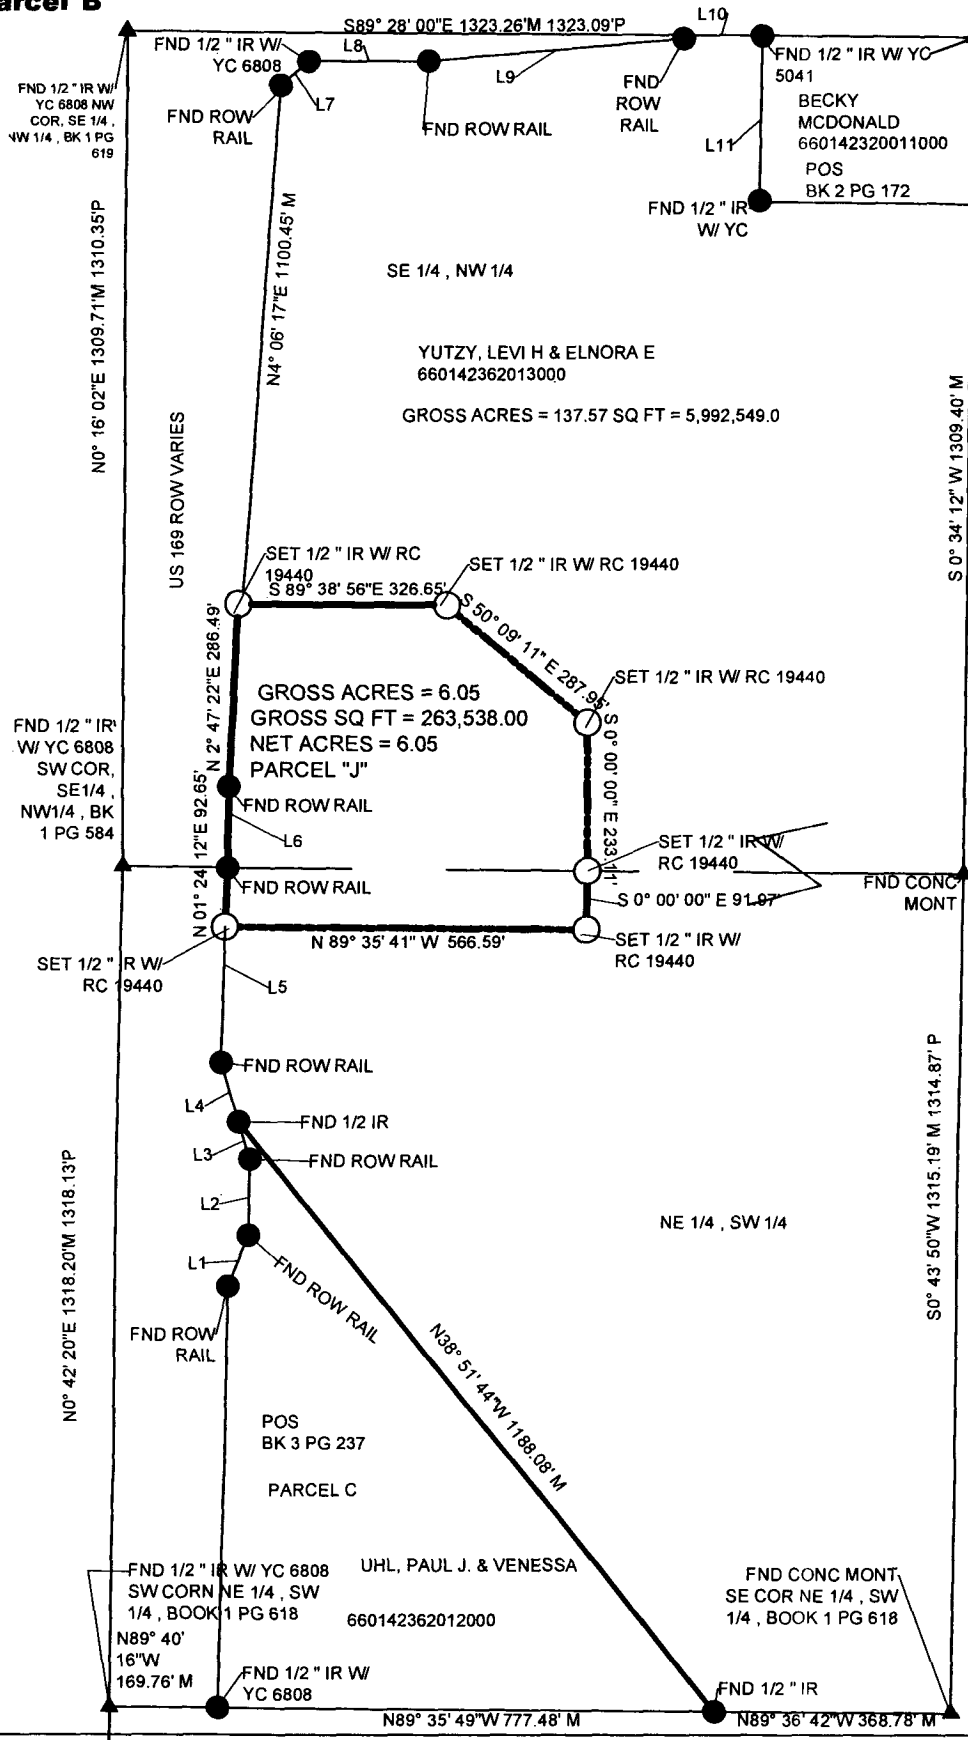 arcel B
S89° 28' 00"E 1323.26'M 1323.09'P
L10
FND 1/2 " IR W/
YC 6808
L8
L9
L7
FND 1/2 " IR W/ YC
5041
FND 1/2 " IR W/
YC 6808 NW
COR, SE 1/4 ,
NW 1/4 , BK 1 PG
619
FND ROW
RAIL
FND ROW RAIL
FND
ROW
RAIL
BECKY
MCDONALD
660142320011000
POS
BK 2 PG 172
L11
FND 1/2 " IR
W/ YC
N0° 16' 02"E 1309.71'M 1310.35'P
N4° 06' 17"E 1100.45' M
SE 1/4 , NW 1/4
YUTZY, LEVI H & ELNORA E
660142362013000
GROSS ACRES = 137.57 SQ FT = 5,992,549.0
S 0° 34' 12" W 1309.40' M
US 169 ROW VARIES
SET 1/2 " IR W/ RC
19440
SET 1/2 " IR W/ RC 19440
S 89° 38' 56"E 326.65'
S 50° 09' 11" E 287.95'
N 2° 47' 22"E 286.49'
SET 1/2 " IR W/ RC 19440
GROSS ACRES = 6.05
GROSS SQ FT = 263,538.00
NET ACRES = 6.05
PARCEL "J"
S 0° 00' 00" E 233.11'
FND 1/2 " IR
W/ YC 6808
SW COR,
SE1/4 ,
NW1/4 , BK
1 PG 584
N 01° 24' 12"E 92.65'
FND ROW RAIL
L6
SET 1/2 " IR W/
RC 19440
FND ROW RAIL
S 0° 00' 00" E 91.97'
FND CONC
MONT
N 89° 35' 41" W 566.59'
SET 1/2 " IR W/
RC 19440
SET 1/2 " IR W/
RC 19440
L5
FND ROW RAIL
L4
FND 1/2 IR
L3
FND ROW RAIL
L2
L1
FND ROW RAIL
FND ROW
RAIL
NE 1/4 , SW 1/4
N0° 42' 20"E 1318.20'M 1318.13'P
S0° 43' 50"W 1315.19' M 1314.87' P
N38° 51' 44"W 1188.08' M
POS
BK 3 PG 237
PARCEL C
UHL, PAUL J. & VENESSA
660142362012000
FND 1/2 " IR W/ YC 6808
SW CORN NE 1/4 , SW
1/4 , BOOK 1 PG 618
FND CONC MONT
SE COR NE 1/4 , SW
1/4 , BOOK 1 PG 618
N89° 40'
16"W
169.76' M
FND 1/2 " IR W/
YC 6808
FND 1/2 " IR
N89° 35' 49"W 777.48' M
N89° 36' 42"W 368.78' M